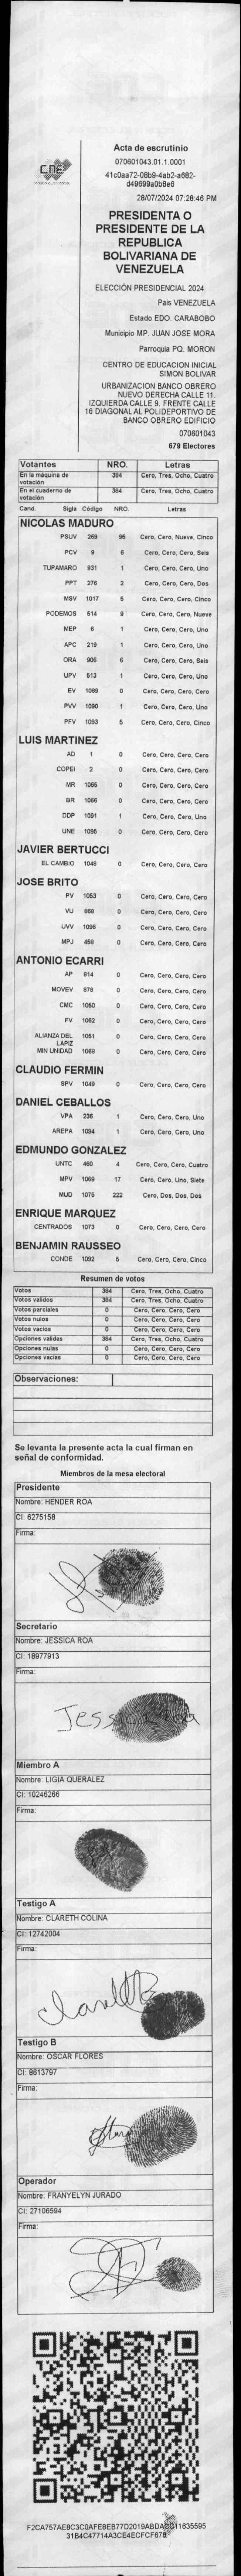 CNE
Acta de escrutinio
070601043.01.1.0001
41c0aa72-08b9-4ab2-a682-
d49699a0b8e6
28/07/2024 07:28:46 PM
PRESIDENTA O
PRESIDENTE DE LA
REPUBLICA
BOLIVARIANA DE
VENEZUELA
ELECCIÓN PRESIDENCIAL 2024
País VENEZUELA
Estado EDO. CARABOBO
Municipio MP. JUAN JOSE MORA
Parroquia PQ. MORON
CENTRO DE EDUCACION INICIAL
SIMON BOLIVAR
URBANIZACION BANCO OBRERO
NUEVO DERECHA CALLE 11.
IZQUIERDA CALLE 9. FRENTE CALLE
16 DIAGONAL AL POLIDEPORTIVO DE
BANCO OBRERO EDIFICIO
070601043
679 Electores
Votantes NRO. Letras
En la máquina de votación 384 Cero, Tres, Ocho, Cuatro
En el cuaderno de votación 384 Cero, Tres, Ocho, Cuatro
Cand. Sigla Código NRO. Letras
NICOLAS MADURO
PSUV 269 95 Cero, Cero, Nueve, Cinco
PCV 9 6 Cero, Cero, Cero, Seis
TUPAMARO 931 1 Cero, Cero, Cero, Uno
PPT 276 2 Cero, Cero, Cero, Dos
MSV 1017 5 Cero, Cero, Cero, Cinco
PODEMOS 514 9 Cero, Cero, Cero, Nueve
MEP 6 1 Cero, Cero, Cero, Uno
APC 219 1 Cero, Cero, Cero, Uno
ORA 906 6 Cero, Cero, Cero, Seis
UPV 513 1 Cero, Cero, Cero, Uno
EV 1089 0 Cero, Cero, Cero, Cero
PVV 1090 1 Cero, Cero, Cero, Uno
PFV 1093 5 Cero, Cero, Cero, Cinco
LUIS MARTINEZ
AD 1 0 Cero, Cero, Cero, Cero
COPEI 2 0 Cero, Cero, Cero, Cero
MR 1065 0 Cero, Cero, Cero, Cero
BR 1066 0 Cero, Cero, Cero, Cero
DDP 1091 1 Cero, Cero, Cero, Uno
UNE 1095 0 Cero, Cero, Cero, Cero
JAVIER BERTUCCI
EL CAMBIO 1048 0 Cero, Cero, Cero, Cero
JOSE BRITO
PV 1053 0 Cero, Cero, Cero, Cero
VU 868 0 Cero, Cero, Cero, Cero
UVV 1096 0 Cero, Cero, Cero, Cero
MPJ 458 0 Cero, Cero, Cero, Cero
ANTONIO ECARRI
AP 814 0 Cero, Cero, Cero, Cero
MOVEV 878 0 Cero, Cero, Cero, Cero
CMC 1050 0 Cero, Cero, Cero, Cero
FV 1062 0 Cero, Cero, Cero, Cero
ALIANZA DEL LAPIZ 1051 0 Cero, Cero, Cero, Cero
MIN UNIDAD 1069 0 Cero, Cero, Cero, Cero
CLAUDIO FERMIN
SPV 1049 0 Cero, Cero, Cero, Cero
DANIEL CEBALLOS
VPA 236 1 Cero, Cero, Cero, Uno
AREPA 1094 1 Cero, Cero, Cero, Uno
EDMUNDO GONZALEZ
UNTC 460 4 Cero, Cero, Cero, Cuatro
MPV 1069 17 Cero, Cero, Uno, Siete
MUD 1075 222 Cero, Dos, Dos, Dos
ENRIQUE MARQUEZ
CENTRADOS 1073 0 Cero, Cero, Cero, Cero
BENJAMIN RAUSSEO
CONDE 1092 5 Cero, Cero, Cero, Cinco
Resumen de votos
Votos 384 Cero, Tres, Ocho, Cuatro
Votos validos 384 Cero, Tres, Ocho, Cuatro
Votos parciales 0 Cero, Cero, Cero, Cero
Votos nulos 0 Cero, Cero, Cero, Cero
Votos vacios 0 Cero, Cero, Cero, Cero
Opciones validas 384 Cero, Tres, Ocho, Cuatro
Opciones nulas 0 Cero, Cero, Cero, Cero
Opciones vacias 0 Cero, Cero, Cero, Cero
Observaciones:
Se levanta la presente acta la cual firman en
señal de conformidad.
Miembros de la mesa electoral
Presidente
Nombre: HENDER ROA
CI: 6275158
Firma:
Secretario
Nombre: JESSICA ROA
CI: 18977913
Firma:
Miembro A
Nombre: LIGIA QUERALEZ
CI: 10246266
Firma:
Testigo A
Nombre: CLARETH COLINA
CI: 12742004
Firma:
Testigo B
Nombre: OSCAR FLORES
CI: 8613797
Firma:
Operador
Nombre: FRANYELYN JURADO
CI: 27106594
Firma:
31B4C47714A3CE4ECFCF678